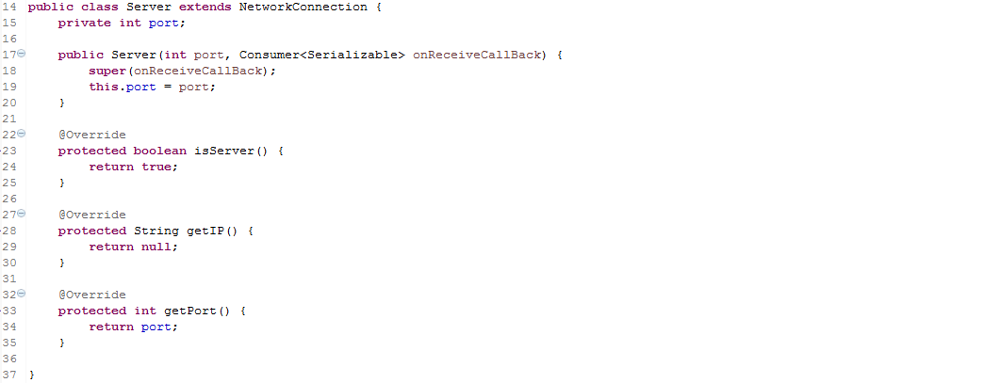 14 public class Server extends NetworkConnection {
15     private int port;
16
17     public Server(int port, Consumer<Serializable> onReceiveCallBack) {
18         super(onReceiveCallBack);
19         this.port = port;
20     }
21
22     @Override
23     protected boolean isServer() {
24         return true;
25     }
26
27     @Override
28     protected String getIP() {
29         return null;
30     }
31
32     @Override
33     protected int getPort() {
34         return port;
35     }
36
37 }